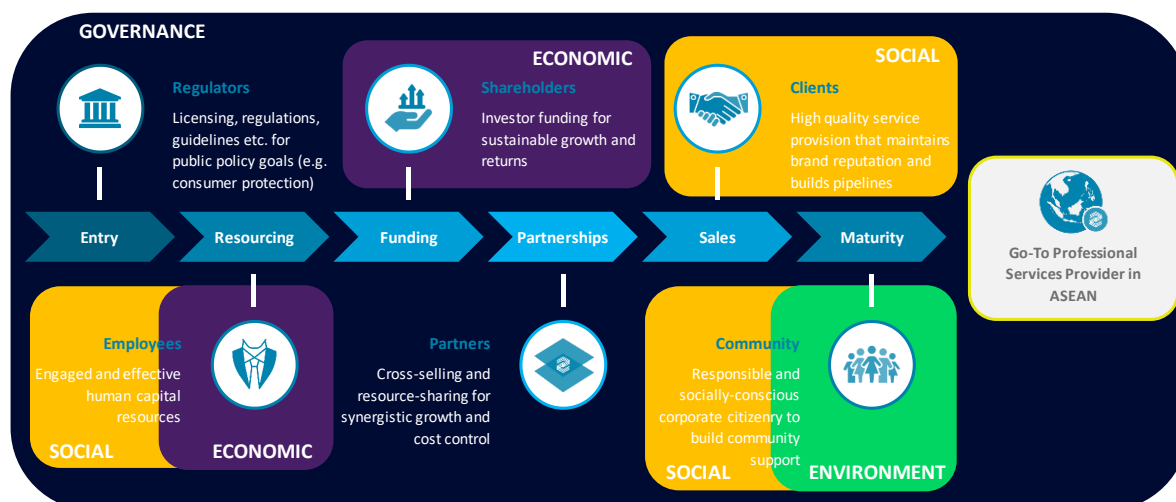 GOVERNANCE
ECONOMIC
SOCIAL
Regulators
Licensing, regulations,
guidelines etc. for
public policy goals (e.g.
consumer protection)
Shareholders
Investor funding for
sustainable growth and
returns
Clients
High quality service
provision that maintains
brand reputation and
builds pipelines
Entry
Resourcing
Funding
Partnerships
Sales
Maturity
Go-To Professional
Services Provider in
ASEAN
Employees
Engaged and effective
human capital
resources
SOCIAL
ECONOMIC
Partners
Cross-selling and
resource-sharing for
synergistic growth and
cost control
Community
Responsible and
socially-conscious
corporate citizenry to
build community
support
SOCIAL
ENVIRONMENT